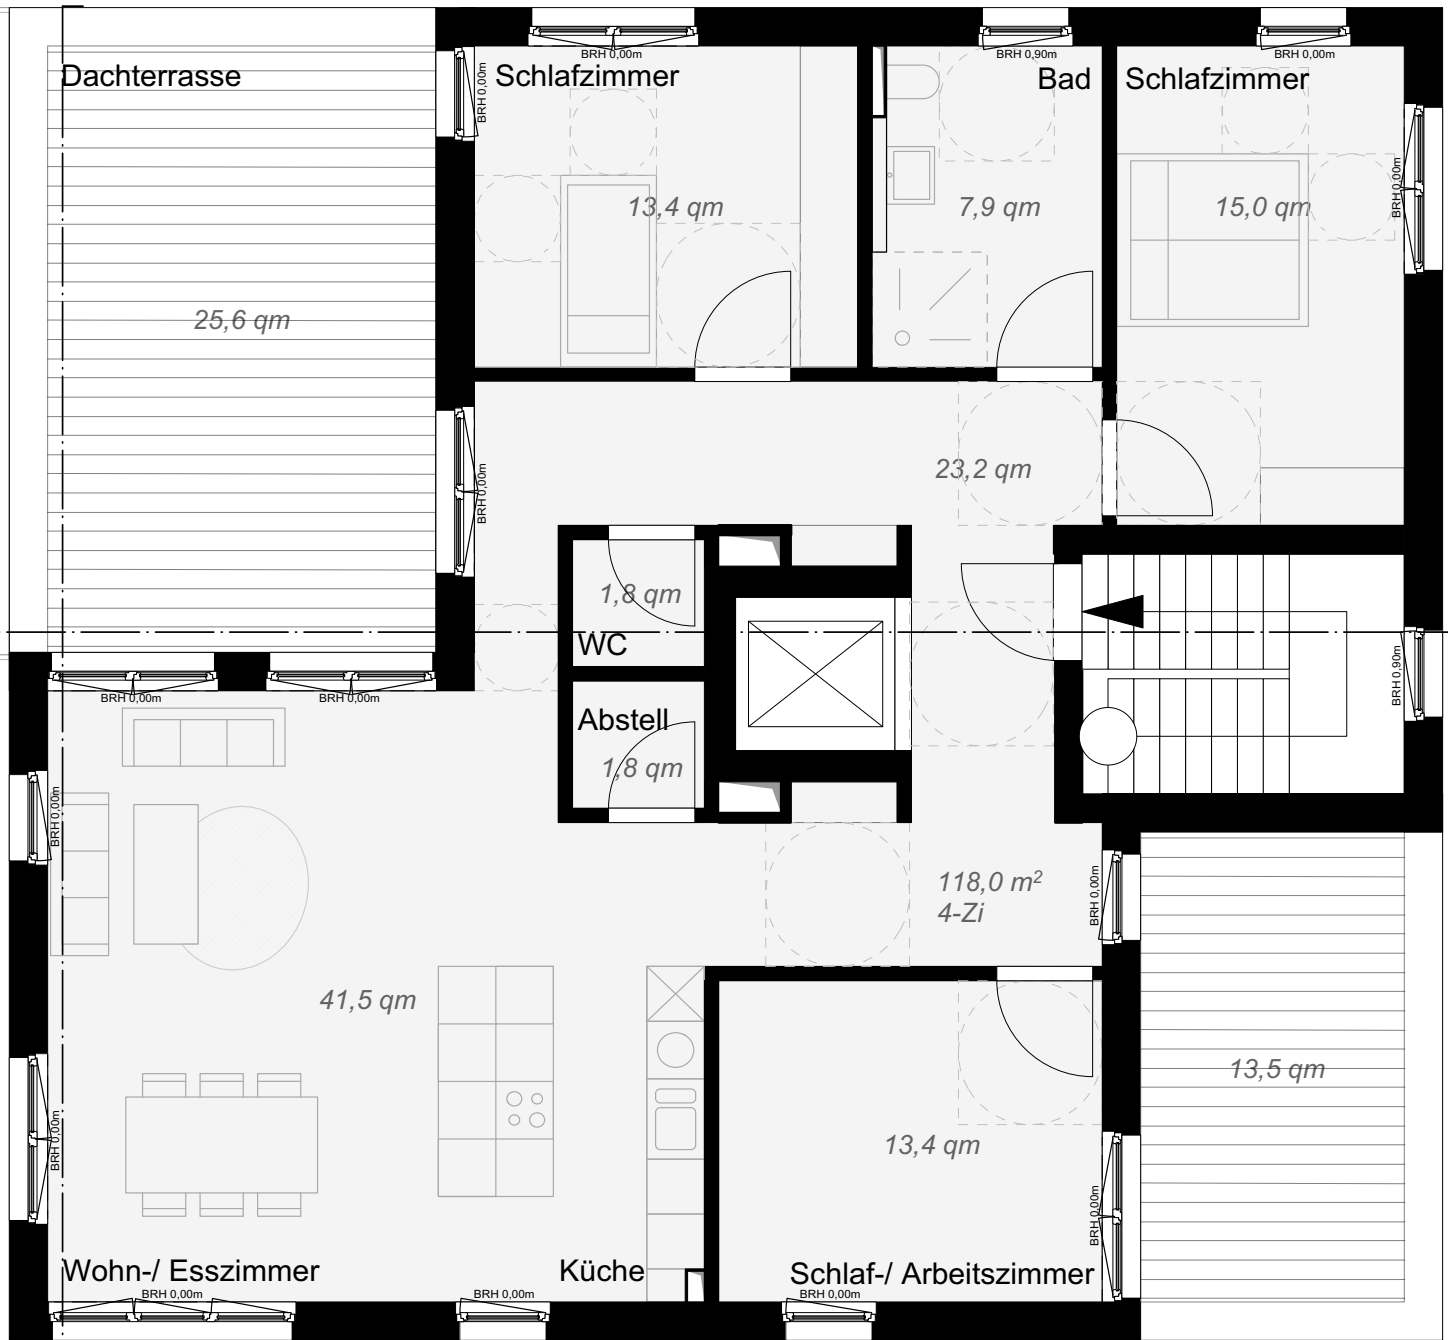 BRH 0,00m
BRH 0,90m
BRH 0,00m
Dachterrasse
Schlafzimmer
Bad
Schlafzimmer
BRH 0,00m
BRH 0,00m
13,4 qm
7,9 qm
15,0 qm
25,6 qm
23,2 qm
BRH 0,00m
1,8 qm
WC
BRH 0,90m
BRH 0,00m
BRH 0,00m
Abstell
1,8 qm
BRH 0,00m
118,0 m²
4-Zi
BRH 0,00m
41,5 qm
13,5 qm
BRH 0,00m
13,4 qm
BRH 0,00m
Wohn-/ Esszimmer
Küche
Schlaf-/ Arbeitszimmer
BRH 0,00m
BRH 0,00m
BRH 0,00m